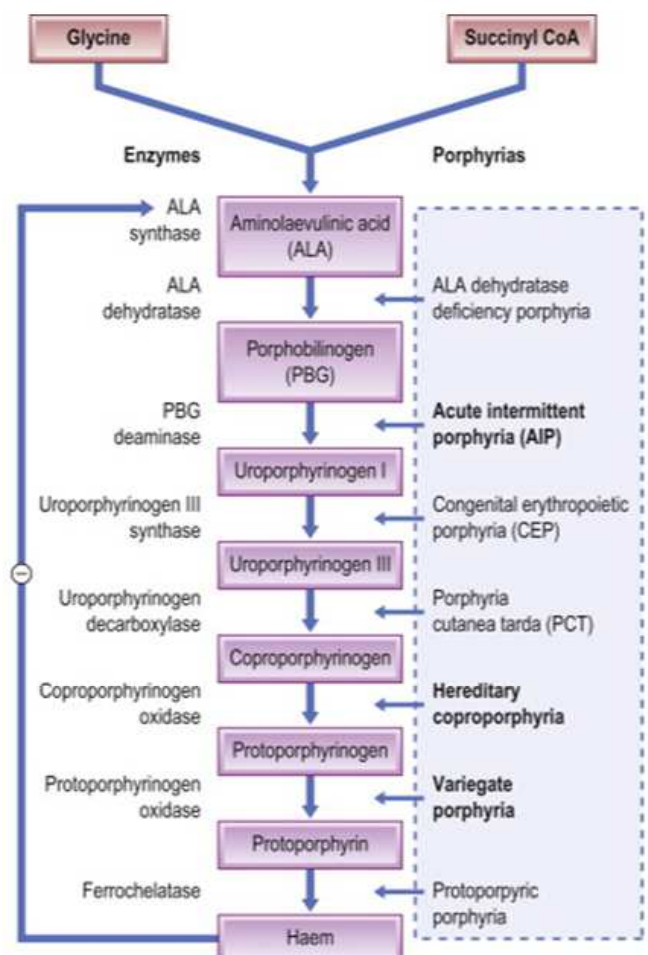 Glycine
Succinyl CoA
Enzymes
Porphyrias
ALA
synthase
Aminolaevulinic acid
(ALA)
ALA
dehydratase
ALA dehydratase
deficiency porphyria
Porphobilinogen
(PBG)
PBG
deaminase
Acute intermittent
porphyria (AIP)
Uroporphyrinogen I
Uroporphyrinogen III
synthase
Congenital erythropoietic
porphyria (CEP)
Uroporphyrinogen III
Uroporphyrinogen
decarboxylase
Porphyria
cutanea tarda (PCT)
Coproporphyrinogen
Coproporphyrinogen
oxidase
Hereditary
coproporphyria
Protoporphyrinogen
Protoporphyrinogen
oxidase
Variegate
porphyria
Protoporphyrin
Ferrochelatase
Protoporpyric
porphyria
Haem